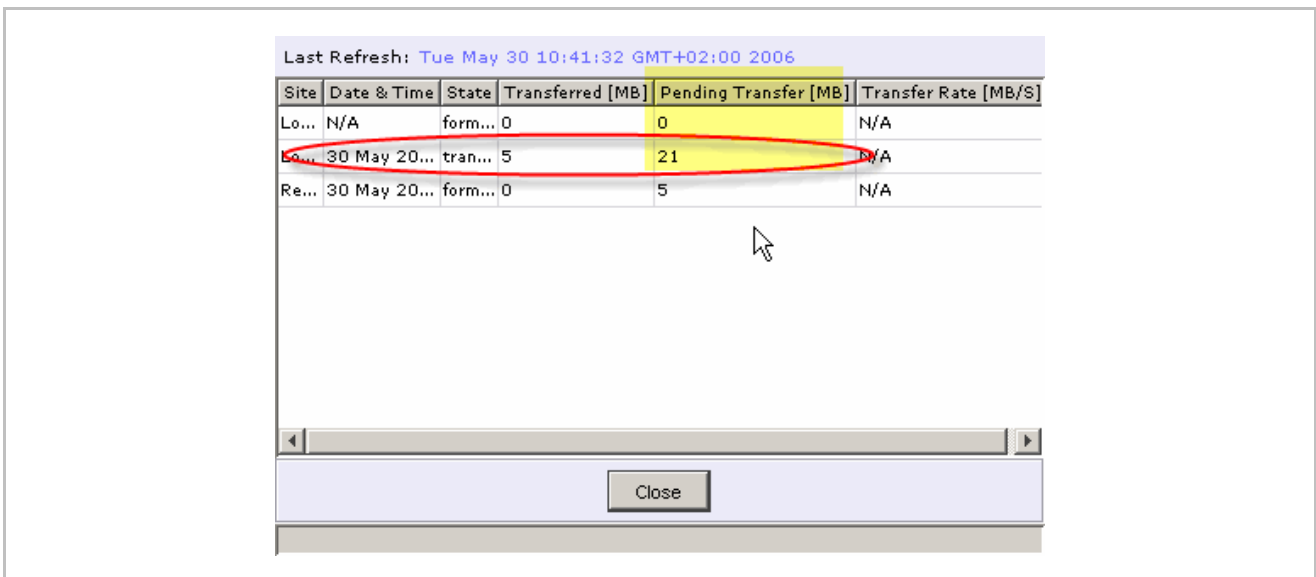 Last Refresh: Tue May 30 10:41:32 GMT+02:00 2006
Site Date & Time State Transferred [MB] Pending Transfer [MB] Transfer Rate [MB/S]
Lo... N/A form... 0 0 N/A
Lo... 30 May 20... tran... 5 21 N/A
Re... 30 May 20... form... 0 5 N/A
Close